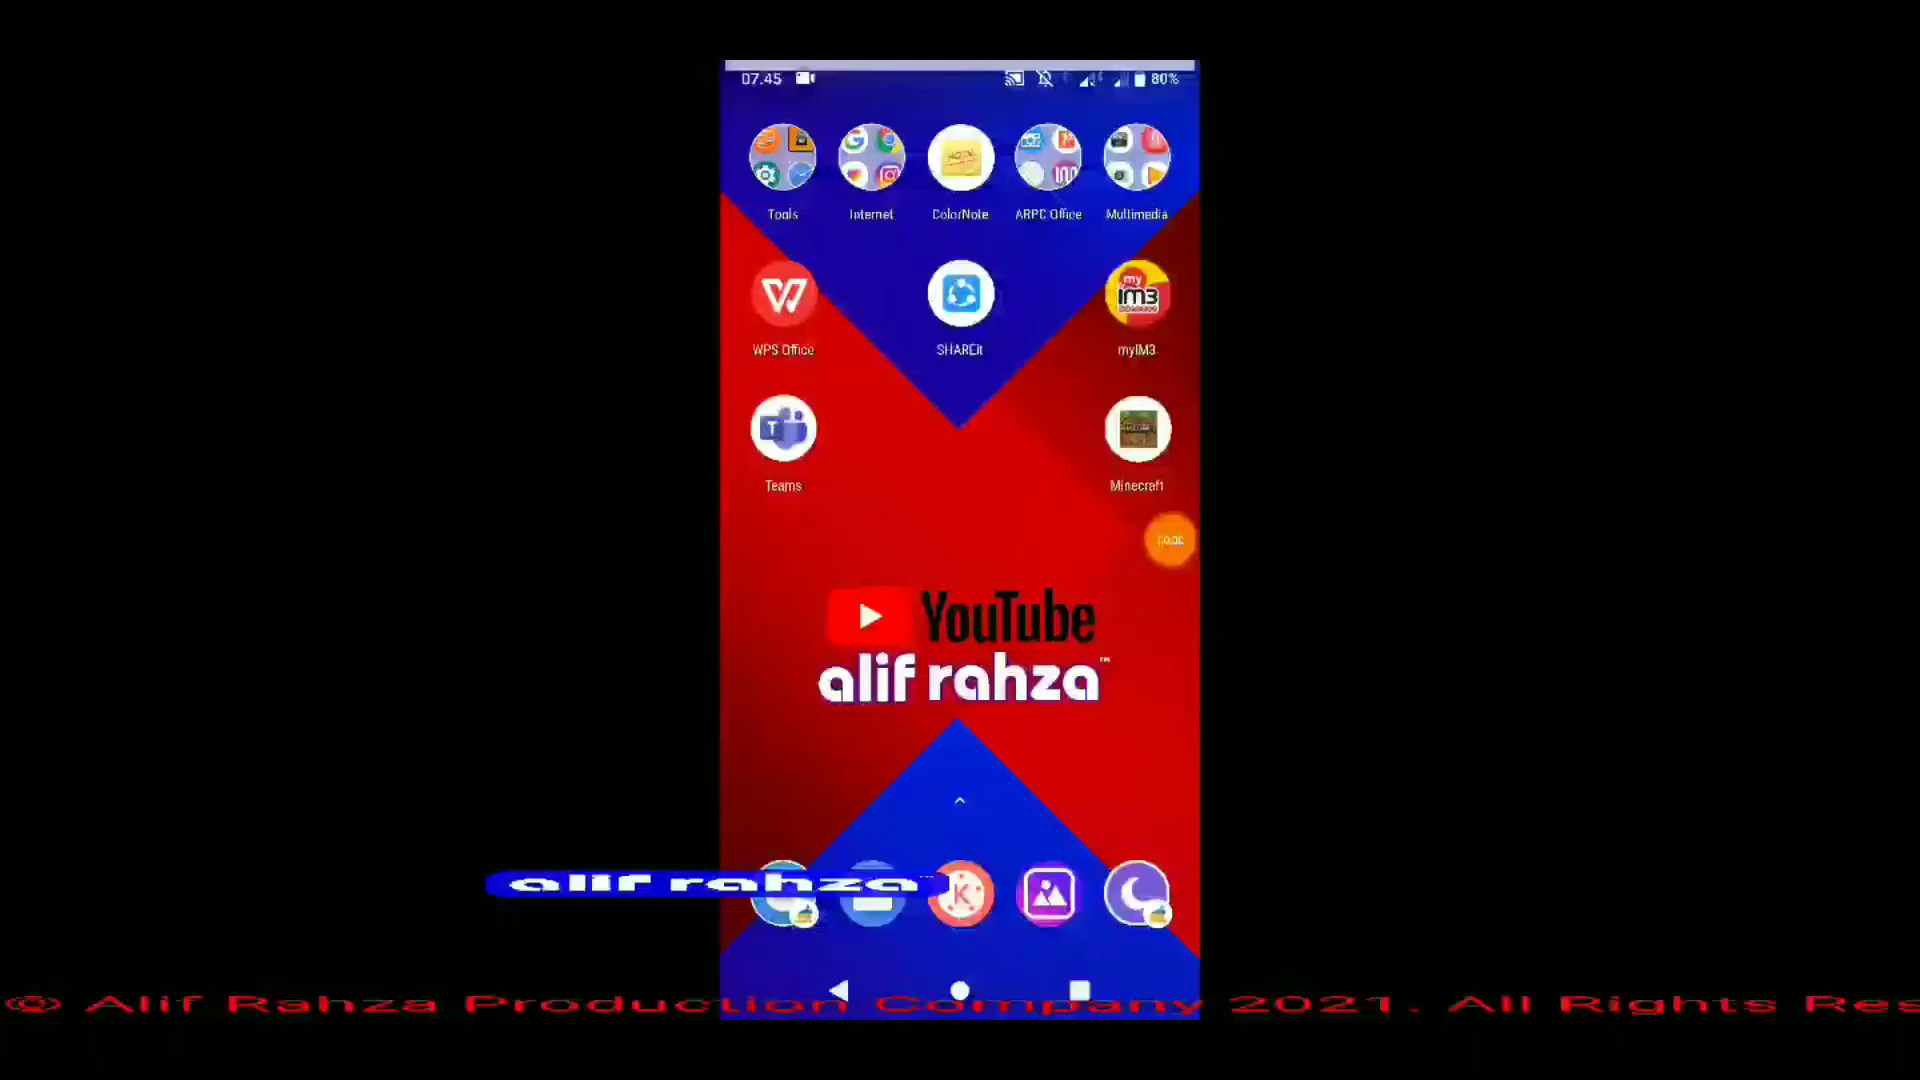 07.45 80%
Tools Internet ColorNote ARPC Office Multimedia
WPS Office SHAREit myIM3
Teams Minecraft
YouTube
alif rahza™
alif rahza
© Alif Rahza Production Company 2021. All Rights Res